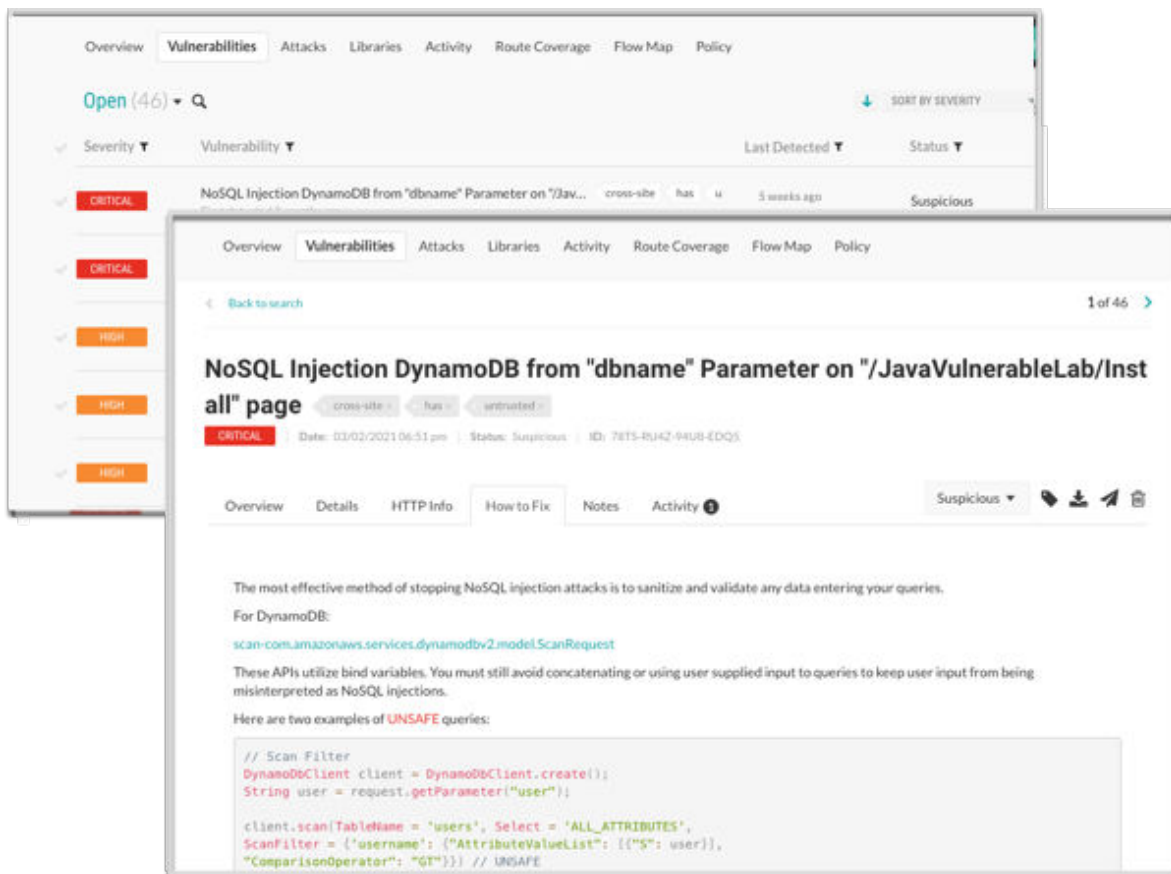 Overview Vulnerabilities Attacks Libraries Activity Route Coverage Flow Map Policy
Open (46)
SORT BY SEVERITY
Severity Vulnerability Last Detected Status
CRITICAL NoSQL Injection DynamoDB from "dbname" Parameter on "/Jav... cross-site has u 5 weeks ago Suspicious
CRITICAL
HIGH
HIGH
HIGH
Overview Vulnerabilities Attacks Libraries Activity Route Coverage Flow Map Policy
Back to search 1 of 46
NoSQL Injection DynamoDB from "dbname" Parameter on "/JavaVulnerableLab/Inst
all" page cross-site has untrusted
CRITICAL Date: 03/02/2021 06:51 pm Status: Suspicious ID:
Overview Details HTTP Info How to Fix Notes Activity 1 Suspicious
The most effective method of stopping NoSQL injection attacks is to sanitize and validate any data entering your queries.
For DynamoDB:
scan-com.amazonaws.services.dynamodbv2.model.ScanRequest
These APIs utilize bind variables. You must still avoid concatenating or using user supplied input to queries to keep user input from being
misinterpreted as NoSQL injections.
Here are two examples of UNSAFE queries:
// Scan Filter
DynamoDbClient client = DynamoDbClient.create();
String user = request.getParameter("user");
client.scan(TableName = 'users', Select = 'ALL_ATTRIBUTES',
ScanFilter = {'username': {"AttributeValueList": [{"S": user}],
"ComparisonOperator": "GT"}}) // UNSAFE